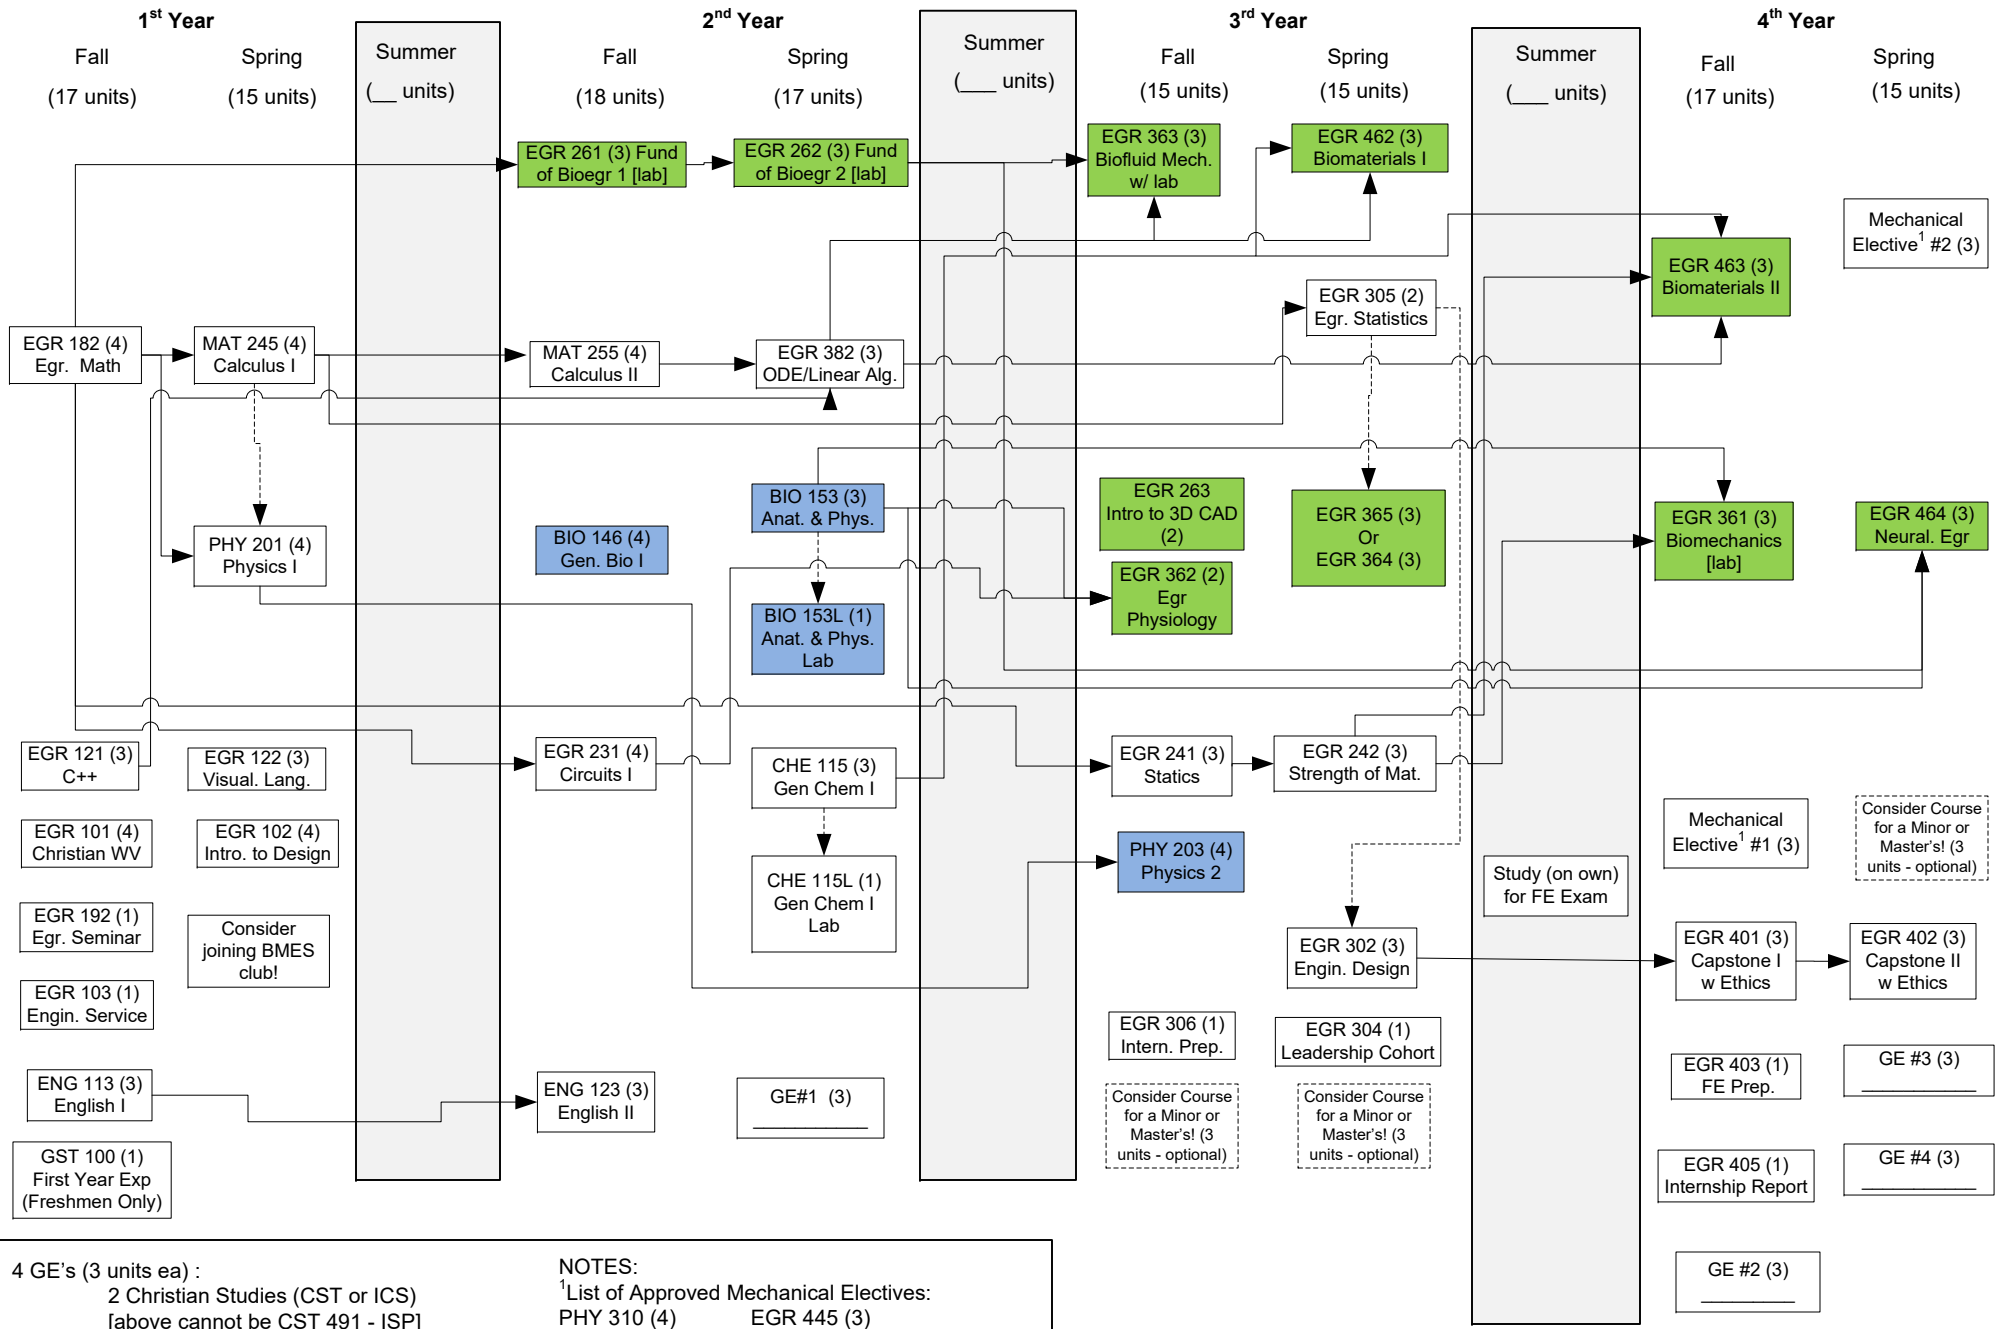 1st Year
Fall
(17 units)
Spring
(15 units)
Summer
(__ units)
2nd Year
Fall
(18 units)
Spring
(17 units)
Summer
(___ units)
3rd Year
Fall
(15 units)
Spring
(15 units)
Summer
(___ units)
4th Year
Fall
(17 units)
Spring
(15 units)
EGR 182 (4)
Egr. Math
EGR 121 (3)
C++
EGR 101 (4)
Christian WV
EGR 192 (1)
Egr. Seminar
EGR 103 (1)
Engin. Service
ENG 113 (3)
English I
GST 100 (1)
First Year Exp
(Freshmen Only)
MAT 245 (4)
Calculus I
PHY 201 (4)
Physics I
EGR 122 (3)
Visual. Lang.
EGR 102 (4)
Intro. to Design
Consider
joining BMES
club!
EGR 261 (3) Fund
of Bioegr 1 [lab]
MAT 255 (4)
Calculus II
BIO 146 (4)
Gen. Bio I
EGR 231 (4)
Circuits I
ENG 123 (3)
English II
EGR 262 (3) Fund
of Bioegr 2 [lab]
EGR 382 (3)
ODE/Linear Alg.
BIO 153 (3)
Anat. & Phys.
BIO 153L (1)
Anat. & Phys.
Lab
CHE 115 (3)
Gen Chem I
CHE 115L (1)
Gen Chem I
Lab
GE#1 (3)
___________
EGR 363 (3)
Biofluid Mech.
w/ lab
EGR 263
Intro to 3D CAD
(2)
EGR 362 (2)
Egr
Physiology
EGR 241 (3)
Statics
PHY 203 (4)
Physics 2
EGR 306 (1)
Intern. Prep.
Consider Course
for a Minor or
Master's! (3
units - optional)
EGR 462 (3)
Biomaterials I
EGR 305 (2)
Egr. Statistics
EGR 365 (3)
Or
EGR 364 (3)
EGR 242 (3)
Strength of Mat.
EGR 302 (3)
Engin. Design
EGR 304 (1)
Leadership Cohort
Consider Course
for a Minor or
Master's! (3
units - optional)
Study (on own)
for FE Exam
EGR 463 (3)
Biomaterials II
EGR 361 (3)
Biomechanics
[lab]
Mechanical
Elective1 #1 (3)
EGR 401 (3)
Capstone I
w Ethics
EGR 403 (1)
FE Prep.
EGR 405 (1)
Internship Report
GE #2 (3)
_________
Mechanical
Elective1 #2 (3)
EGR 464 (3)
Neural. Egr
Consider Course
for a Minor or
Master's! (3
units - optional)
EGR 402 (3)
Capstone II
w Ethics
GE #3 (3)
___________
GE #4 (3)
___________
4 GE's (3 units ea) :
2 Christian Studies (CST or ICS)
[above cannot be CST 491 - ISP]
NOTES:
1List of Approved Mechanical Electives:
PHY 310 (4) EGR 445 (3)